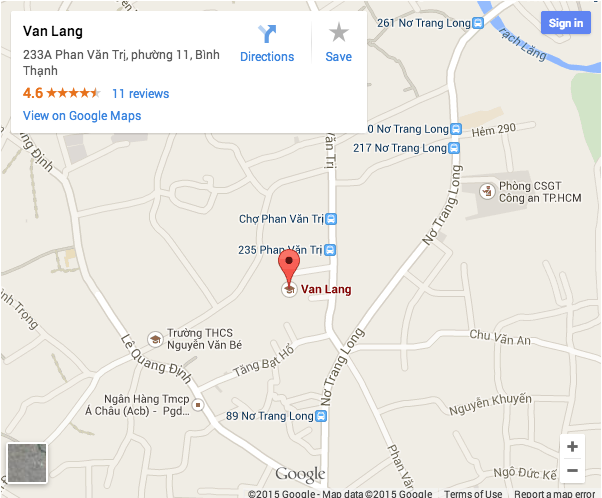 Van Lang
233A Phan Văn Trị, phường 11, Bình
Thạnh
4.6
11 reviews
View on Google Maps
Directions
Save
Sign in
261 Nơ Trang Long
rạch Lăng
0 Nơ Trang Long
Hẻm 290
217 Nơ Trang Long
Văn Trị
ang Định
Nơ Trang Long
Phòng CSGT
Công an TP.HCM
Chợ Phan Văn Trị
235 Phan Văn Trị
Van Lang
ình Trọng
Lê Quang Định
Trường THCS
Nguyễn Văn Bé
Tăng Bạt Hổ
Nơ Trang Long
Chu Văn An
Ngân Hàng Tmcp
Á Châu (Acb) - Pgd...
89 Nơ Trang Long
Nguyễn Khuyến
Phan Văn
Ngô Đức Kế
Google
+
−
©2015 Google - Map data ©2015 Google
Terms of Use
Report a map error